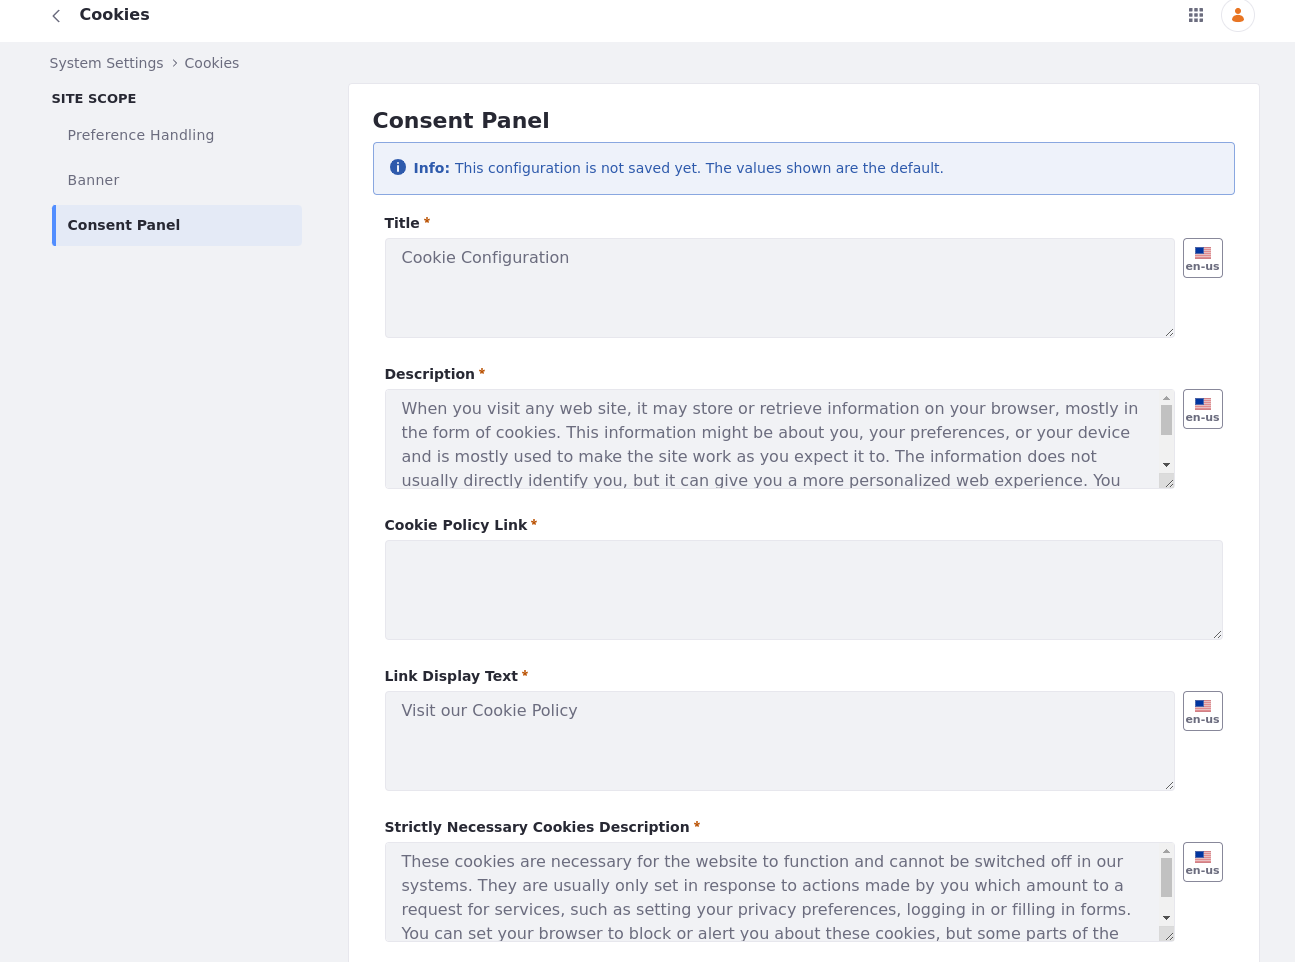 Cookies
System Settings > Cookies
SITE SCOPE
Preference Handling
Banner
Consent Panel
Consent Panel
Info: This configuration is not saved yet. The values shown are the default.
Title *
Cookie Configuration
en-us
Description *
When you visit any web site, it may store or retrieve information on your browser, mostly in
the form of cookies. This information might be about you, your preferences, or your device
and is mostly used to make the site work as you expect it to. The information does not
usually directly identify you, but it can give you a more personalized web experience. You
en-us
Cookie Policy Link *
Link Display Text *
Visit our Cookie Policy
en-us
Strictly Necessary Cookies Description *
These cookies are necessary for the website to function and cannot be switched off in our
systems. They are usually only set in response to actions made by you which amount to a
request for services, such as setting your privacy preferences, logging in or filling in forms.
You can set your browser to block or alert you about these cookies, but some parts of the
en-us